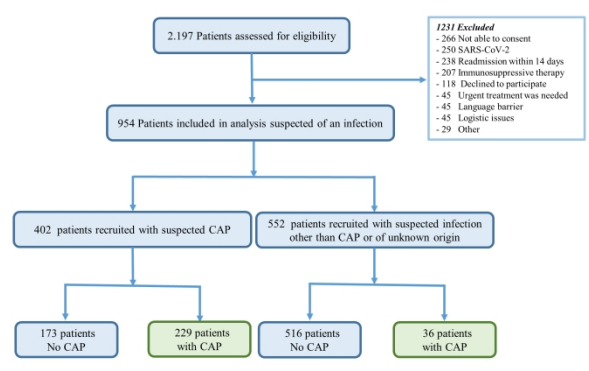 2.197 Patients assessed for eligibility
1231 Excluded
- 266 Not able to consent
- 250 SARS-CoV-2
- 238 Readmission within 14 days
- 207 Immunosuppressive therapy
- 118 Declined to participate
- 45 Urgent treatment was needed
- 45 Language barrier
- 45 Logistic issues
- 29 Other
954 Patients included in analysis suspected of an infection
402 patients recruited with suspected CAP
552 patients recruited with suspected infection
other than CAP or of unknown origin
173 patients
No CAP
229 patients
with CAP
516 patients
No CAP
36 patients
with CAP